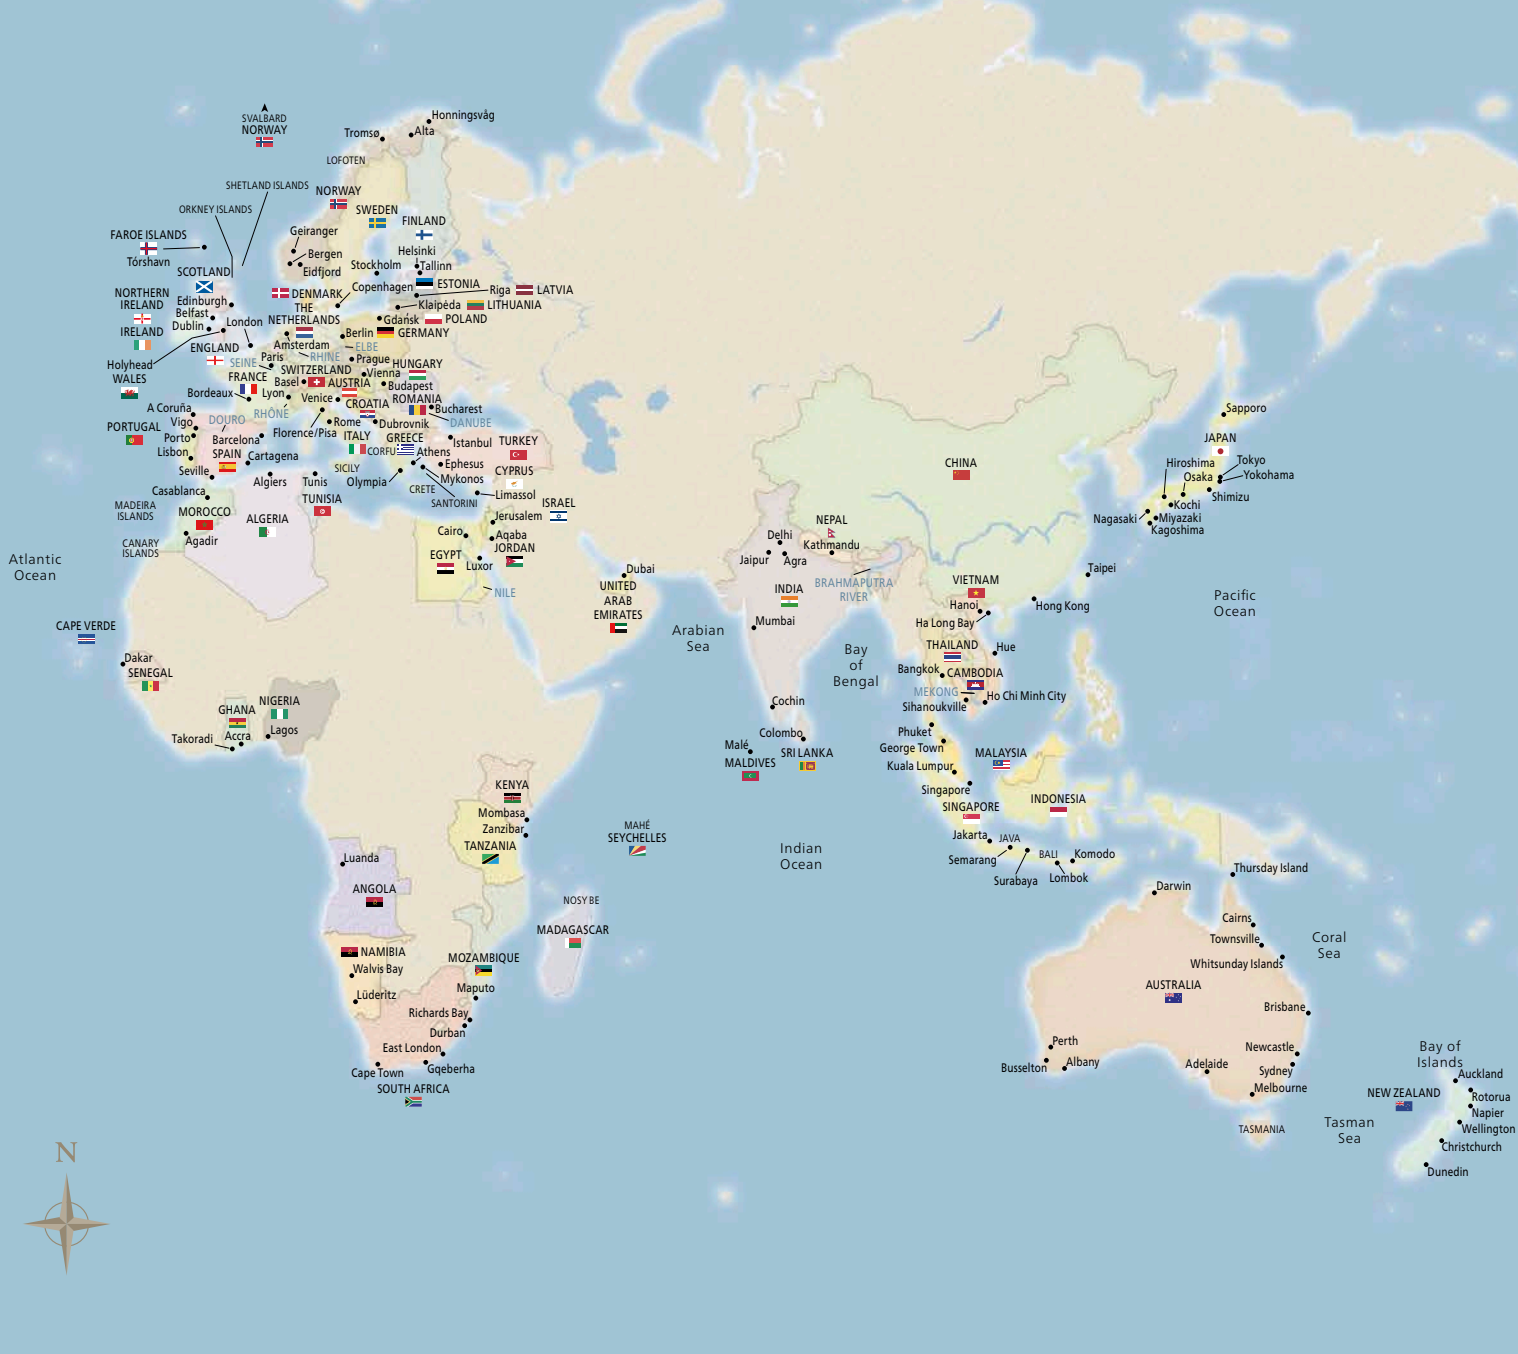 SVALBARD
NORWAY
Honningsvåg
Alta
Tromsø
LOFOTEN
SHETLAND ISLANDS
ORKNEY ISLANDS
NORWAY
SWEDEN
FINLAND
FAROE ISLANDS
Tórshavn
Geiranger
Bergen
Eidfjord
Helsinki
Tallinn
Stockholm
SCOTLAND
ESTONIA
Copenhagen
Riga
LATVIA
DENMARK
NORTHERN
IRELAND
Edinburgh
Belfast
Dublin
IRELAND
Klaipėda
LITHUANIA
THE
NETHERLANDS
Gdańsk
POLAND
London
Berlin
GERMANY
Amsterdam
ELBE
ENGLAND
Holyhead
WALES
SEINE
Paris
RHINE
Prague
HUNGARY
SWITZERLAND
Vienna
FRANCE
Basel
AUSTRIA
Budapest
Bordeaux
Lyon
Venice
ROMANIA
CROATIA
Bucharest
A Coruña
Vigo
DOURO
RHÔNE
Rome
Dubrovnik
DANUBE
PORTUGAL
Porto
Lisbon
Barcelona
Florence/Pisa
ITALY
GREECE
Istanbul
TURKEY
SPAIN
Cartagena
CORFU
Athens
Seville
SICILY
Ephesus
Mykonos
CYPRUS
Algiers
Tunis
Olympia
CRETE
SANTORINI
Limassol
Casablanca
TUNISIA
ISRAEL
MADEIRA
ISLANDS
MOROCCO
ALGERIA
Jerusalem
Cairo
Aqaba
JORDAN
Agadir
CANARY
ISLANDS
EGYPT
Luxor
NILE
Atlantic
Ocean
Dubai
UNITED
ARAB
EMIRATES
CAPE VERDE
Dakar
SENEGAL
NIGERIA
GHANA
Takoradi
Accra
Lagos
KENYA
Mombasa
Zanzibar
TANZANIA
MAHÉ
SEYCHELLES
Luanda
ANGOLA
NOSY BE
MADAGASCAR
NAMIBIA
Walvis Bay
MOZAMBIQUE
Lüderitz
Maputo
Richards Bay
Durban
East London
Cape Town
Gqeberha
SOUTH AFRICA
Sapporo
JAPAN
CHINA
Hiroshima
Tokyo
Osaka
Yokohama
Shimizu
Kochi
Nagasaki
Miyazaki
Kagoshima
NEPAL
Delhi
Kathmandu
Jaipur
Agra
INDIA
BRAHMAPUTRA
RIVER
Taipei
VIETNAM
Hanoi
Hong Kong
Ha Long Bay
Pacific
Ocean
Mumbai
Arabian
Sea
Bay
of
Bengal
THAILAND
Hue
Bangkok
CAMBODIA
MEKONG
Ho Chi Minh City
Sihanoukville
Cochin
Colombo
SRI LANKA
Malé
MALDIVES
Phuket
George Town
Kuala Lumpur
MALAYSIA
Singapore
SINGAPORE
INDONESIA
Indian
Ocean
Jakarta
JAVA
Semarang
BALI
Komodo
Surabaya
Lombok
Thursday Island
Darwin
Cairns
Townsville
Whitsunday Islands
Coral
Sea
AUSTRALIA
Brisbane
Perth
Busselton
Albany
Adelaide
Newcastle
Sydney
Melbourne
TASMANIA
Bay of
Islands
Auckland
NEW ZEALAND
Rotorua
Napier
Wellington
Tasman
Sea
Christchurch
Dunedin
N